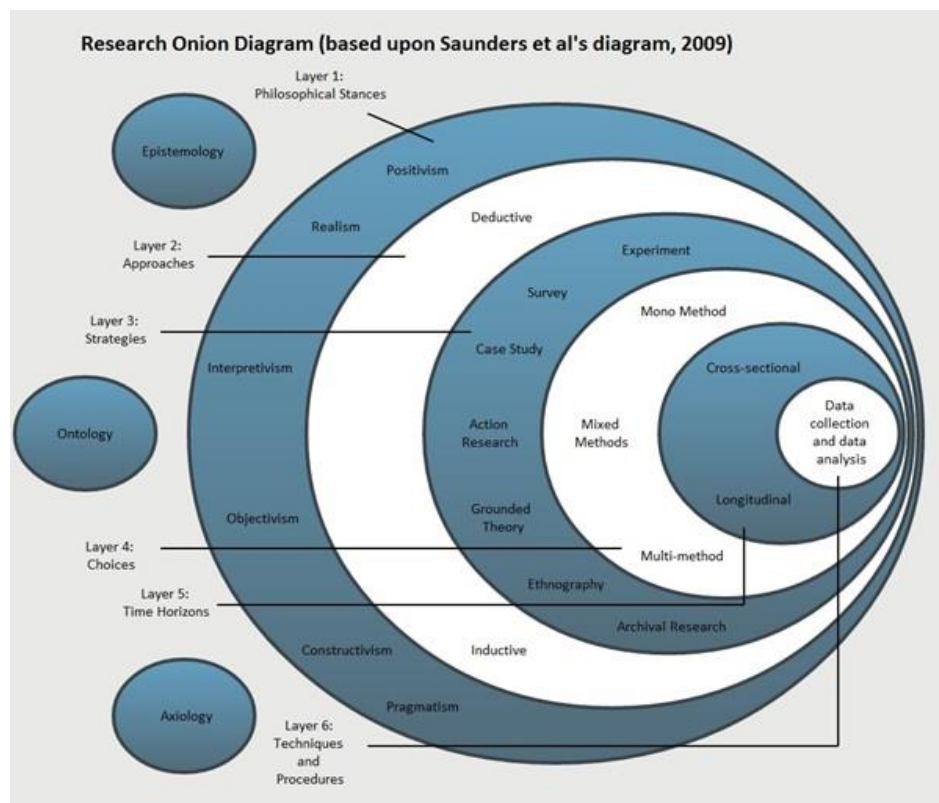 Research Onion Diagram (based upon Saunders et al's diagram, 2009)
Layer 1:
Philosophical Stances
Epistemology
Positivism
Realism
Deductive
Layer 2:
Approaches
Experiment
Survey
Mono Method
Layer 3:
Strategies
Case Study
Interpretivism
Cross-sectional
Data
collection
and data
analysis
Ontology
Action
Research
Mixed
Methods
Longitudinal
Objectivism
Grounded
Theory
Layer 4:
Choices
Multi-method
Ethnography
Layer 5:
Time Horizons
Archival Research
Constructivism
Inductive
Pragmatism
Axiology
Layer 6:
Techniques
and
Procedures